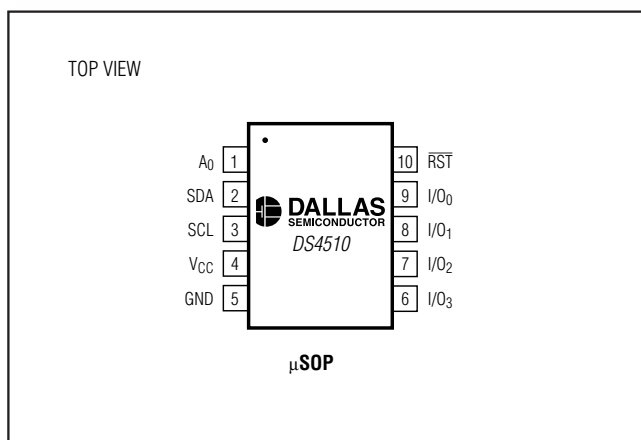 TOP VIEW
A0 1
SDA 2
SCL 3
VCC 4
GND 5
DALLAS
SEMICONDUCTOR
DS4510
10 R̅S̅T̅
9 I/O0
8 I/O1
7 I/O2
6 I/O3
μSOP